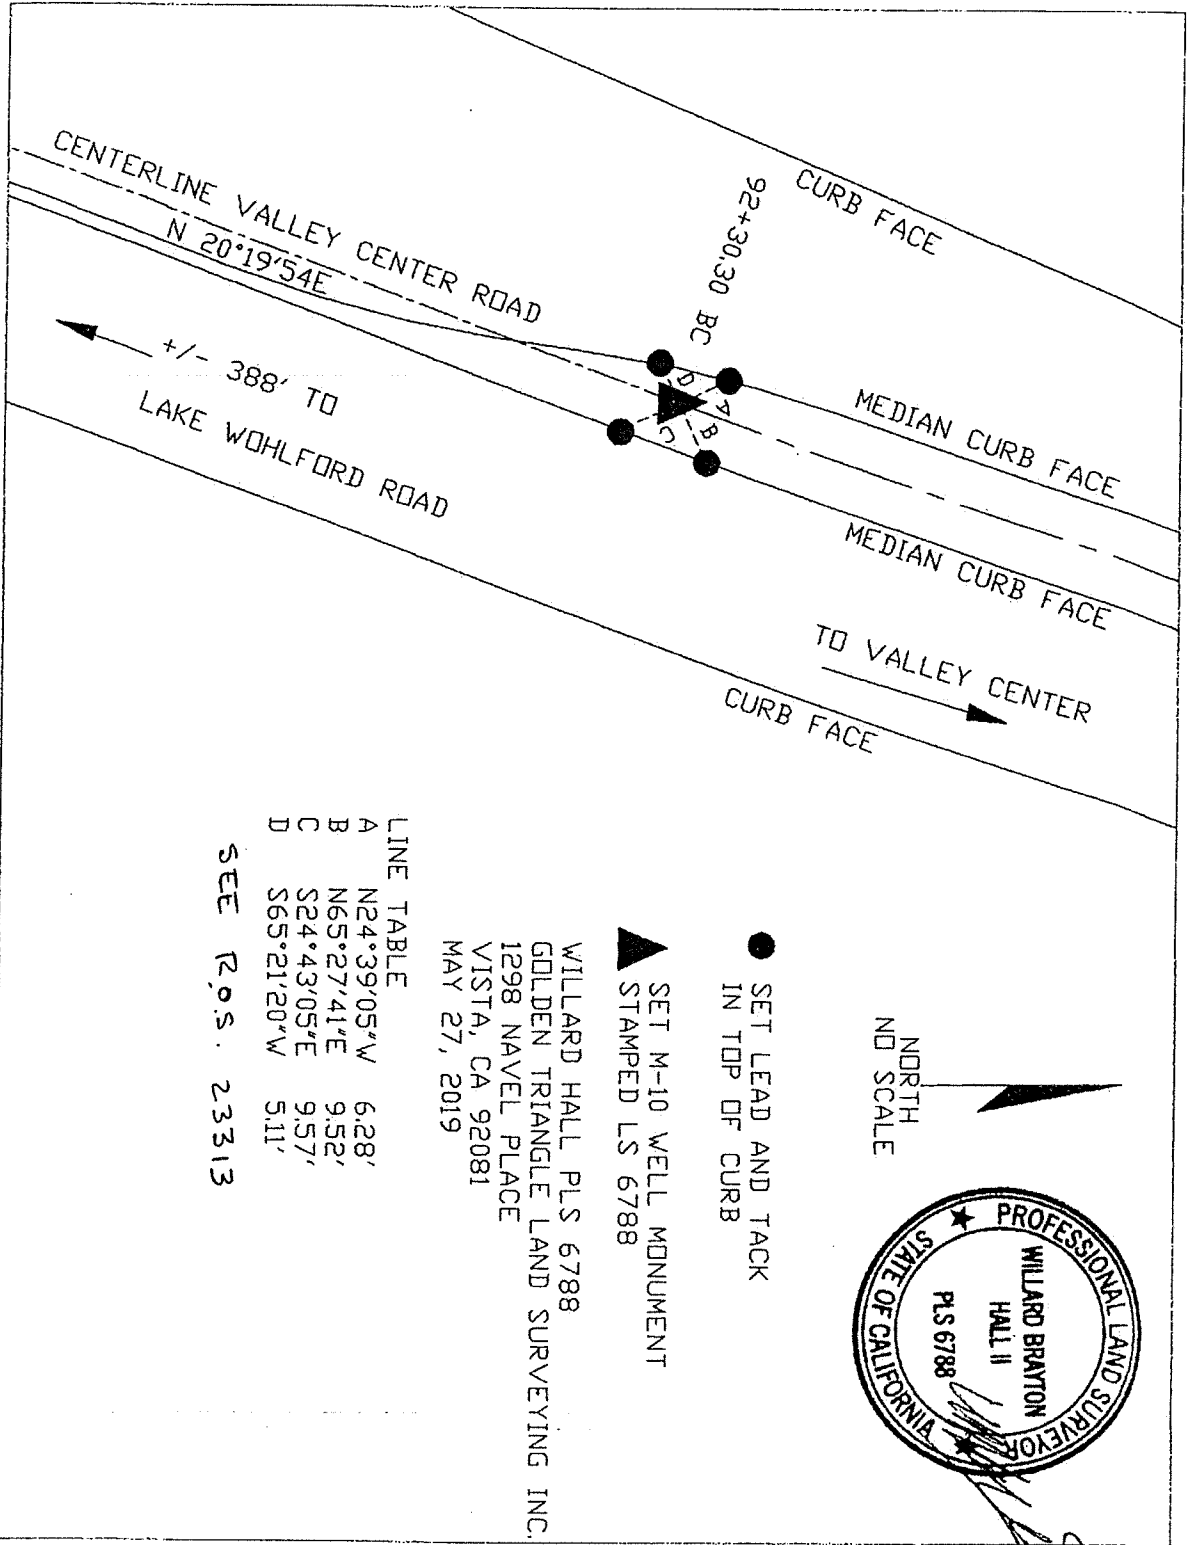 CURB FACE
CENTERLINE VALLEY CENTER ROAD
N 20°19'54E
92+30.30 BC
MEDIAN CURB FACE
MEDIAN CURB FACE
+/- 388' TO
LAKE WOHLFORD ROAD
TO VALLEY CENTER
CURB FACE
D
A
B
C
NORTH
NO SCALE
PROFESSIONAL LAND SURVEYOR
WILLARD BRAYTON
HALL II
PLS 6788
STATE OF CALIFORNIA
SET LEAD AND TACK
IN TOP OF CURB
SET M-10 WELL MONUMENT
STAMPED LS 6788
WILLARD HALL PLS 6788
GOLDEN TRIANGLE LAND SURVEYING INC.
1298 NAVEL PLACE
VISTA, CA 92081
MAY 27, 2019
LINE TABLE
A N24°39'05"W 6.28'
B N65°27'41"E 9.52'
C S24°43'05"E 9.57'
D S65°21'20"W 5.11'
SEE R.O.S. 23313